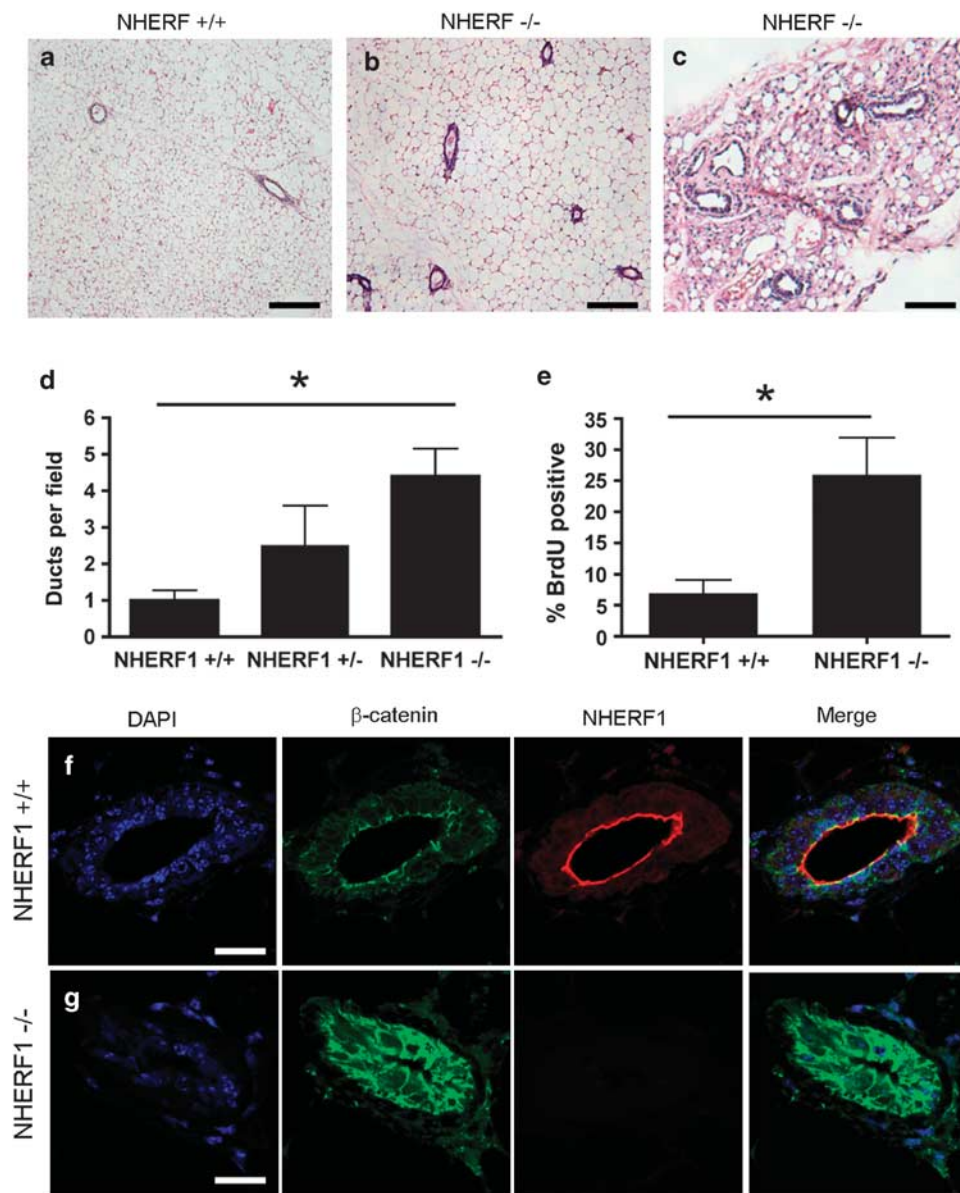 NHERF +/+
NHERF -/-
NHERF -/-
a
b
c
d
*
Ducts per field
6
5
4
3
2
1
0
NHERF1 +/+
NHERF1 +/-
NHERF1 -/-
e
*
% BrdU positive
35
30
25
20
15
10
5
0
NHERF1 +/+
NHERF1 -/-
DAPI
β-catenin
NHERF1
Merge
NHERF1 +/+
f
NHERF1 -/-
g